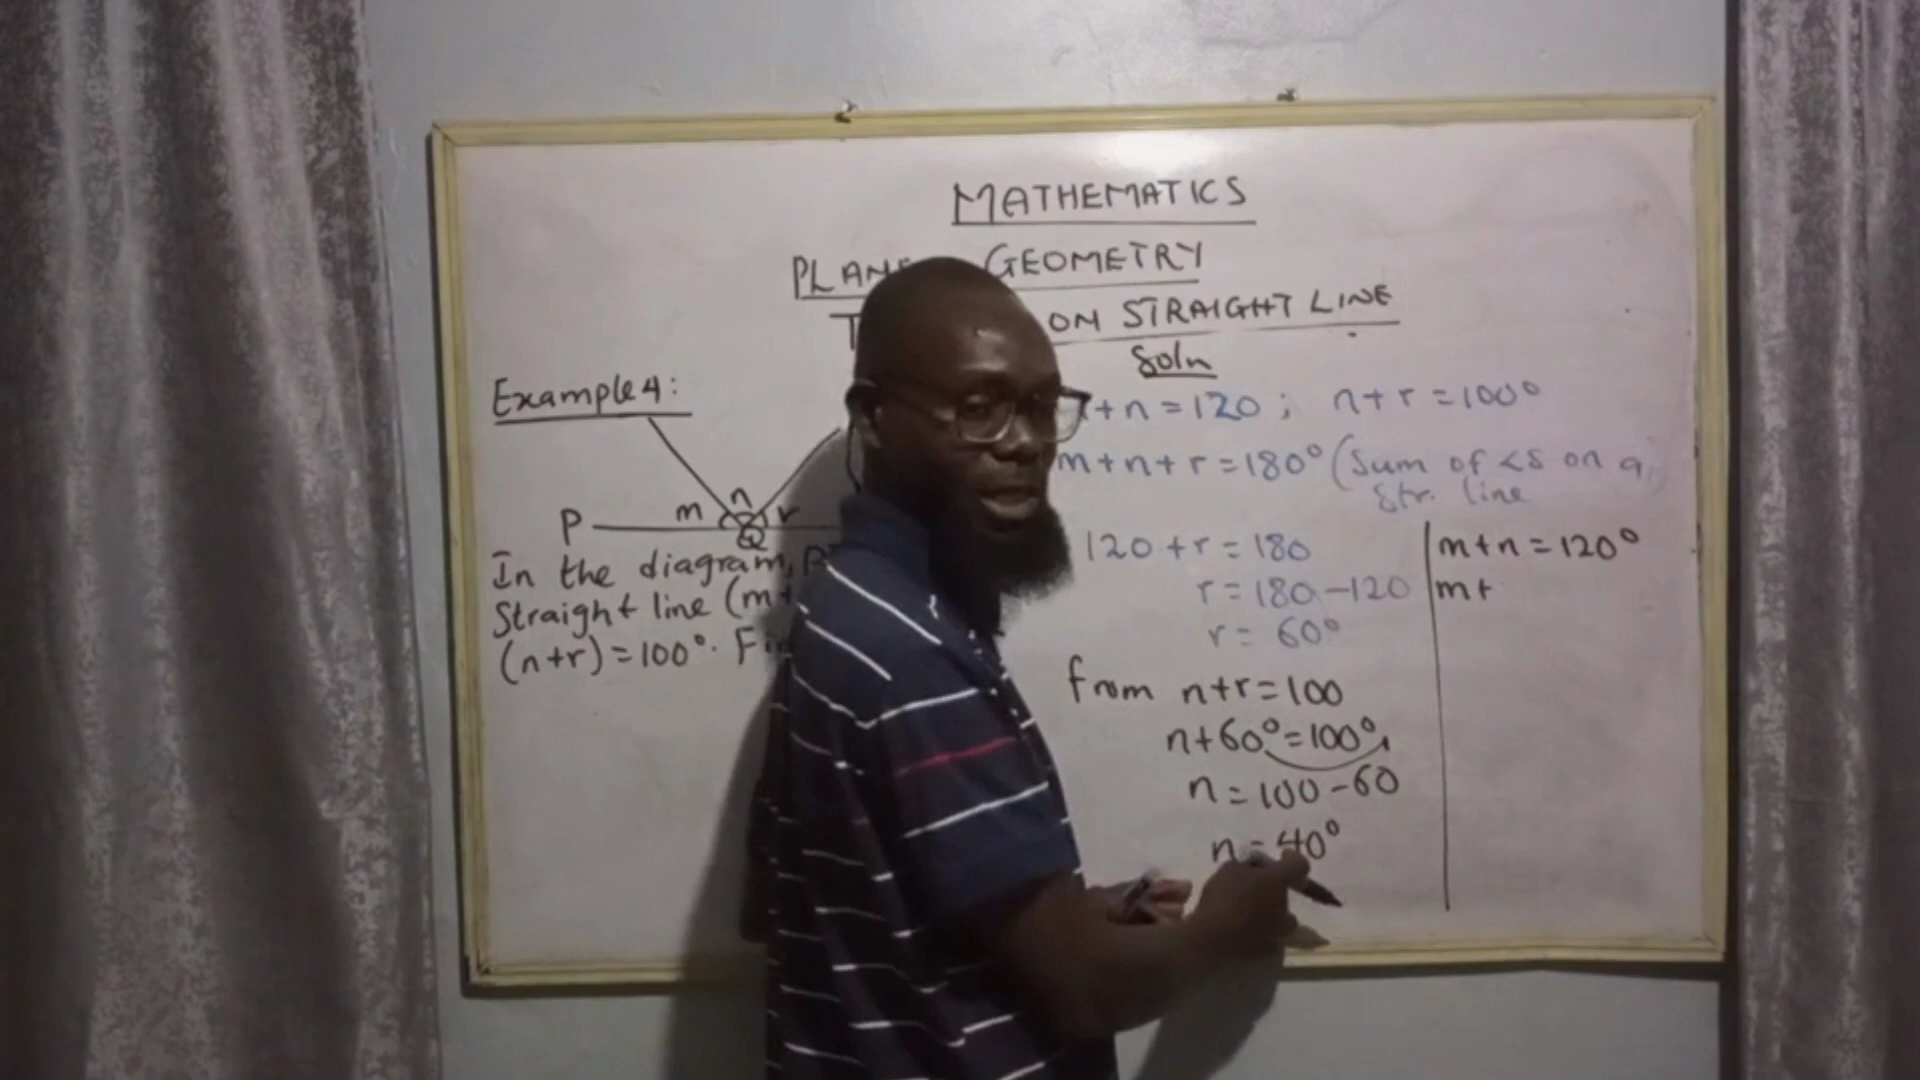 MATHEMATICS
GEOMETRY
ON STRAIGHT LINE
Soln
Example 4:
m n r
P
Q
In the diagram,
Straight line (m+
(n+r)=100°.
+n=120; n+r=100°
m+n+r=180° (Sum of <s on a
str. line
120+r=180
r=180-120
r=60°
from n+r=100
n+60°=100°
n=100-60
n=40°
m+n=120°
m+